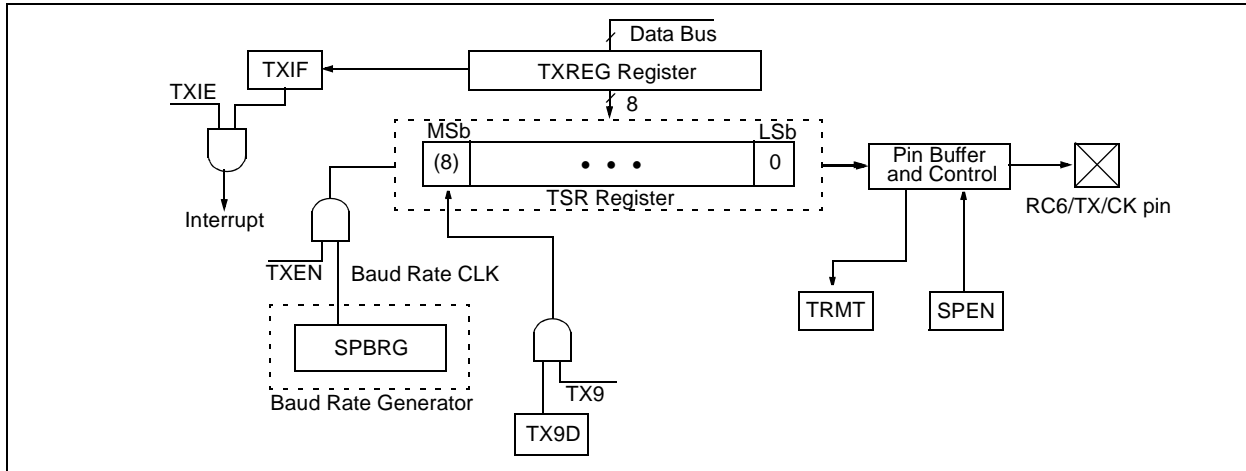 Data Bus
TXIF
TXREG Register
TXIE
8
MSb
LSb
(8)
• • •
0
Pin Buffer
and Control
TSR Register
Interrupt
RC6/TX/CK pin
TXEN
Baud Rate CLK
TRMT
SPEN
SPBRG
TX9
Baud Rate Generator
TX9D